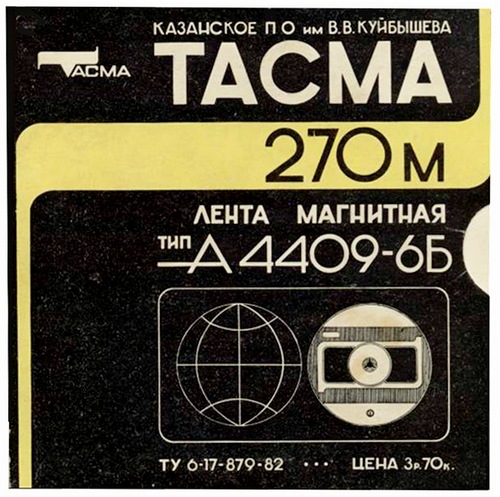 КАЗАНСКОЕ П О им В.В.КУЙБЫШЕВА
ТАСМА
ТАСМА
270 м
ЛЕНТА МАГНИТНАЯ
ТИП А 4409-6Б
ТУ 6-17-879-82 ··· ЦЕНА 3р.70к.